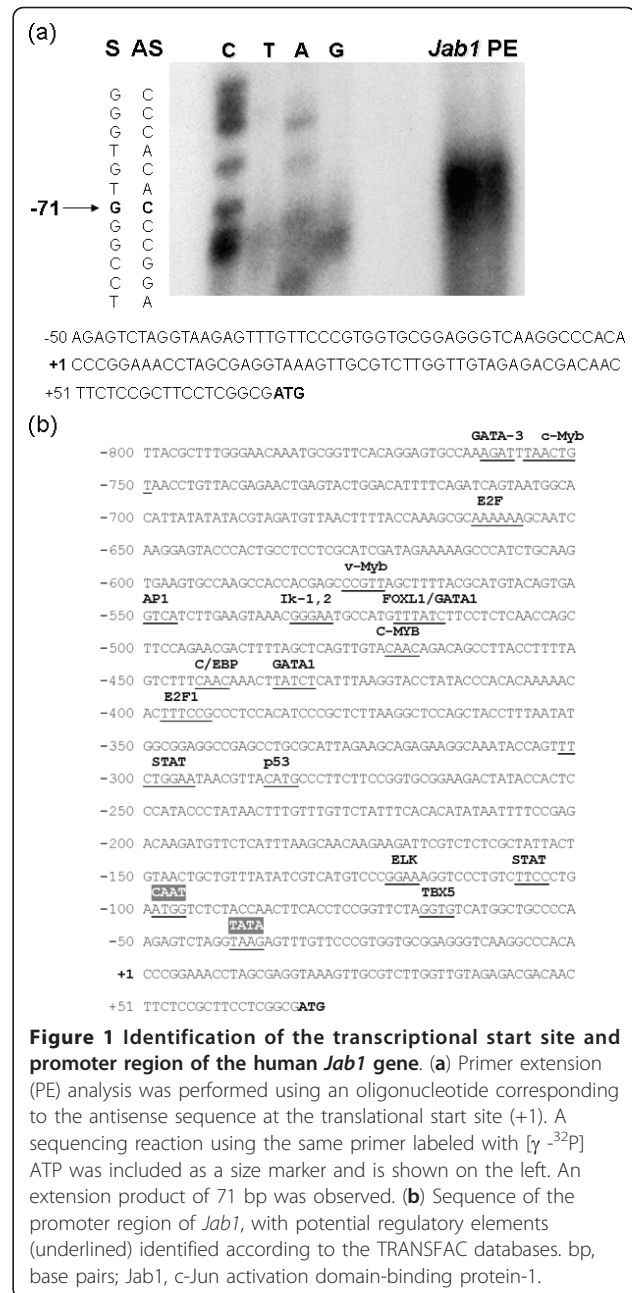 (a)
S AS C T A G Jab1 PE
G C
G C
G C
T A
G C
T A
-71 G C
G C
G C
C G
C G
T A
-50 AGAGTCTAGGTAAGAGTTTGTTCCCGTGGTGCGGAGGGTCAAGGCCCACA
+1 CCCGGAAACCTAGCGAGGTAAAGTTGCGTCTTGGTTGTAGAGACGACAAC
+51 TTCTCCGCTTCCTCGGCGATG
(b)
GATA-3 c-Myb
-800 TTACGCTTTGGGAACAAATGCGGTTCACAGGAGTGCCAAAGATTTAACTG
-750 TAACCTGTTACGAGAACTGAGTACTGGACATTTTCAGATCAGTAATGGCA
E2F
-700 CATTATATATACGTAGATGTTAACTTTTACCAAAGCGCAAAAAAGCAATC
-650 AAGGAGTACCCACTGCCTCCTCGCATCGATAGAAAAAGCCCATCTGCAAG
v-Myb
-600 TGAAGTGCCAAGCCACCACGAGCCCGTTAGCTTTTACGCATGTACAGTGA
AP1 Ik-1,2 FOXL1/GATA1
-550 GTCATCTTGAAGTAAACGGGAATGCCATGTTTATCTTCCTCTCAACCAGC
-500 TTCCAGAACGACTTTTAGCTCAGTTGTACAACAGACAGCCTTACCTTTTA
C-MYB
C/EBP GATA1
-450 GTCTTTCAACAAACTTATCTCATTTAAGGTACCTATACCCACACAAAAAC
E2F1
-400 ACTTTCCGCCCTCCACATCCCGCTCTTAAGGCTCCAGCTACCTTTAATAT
-350 GGCGGAGGCCGAGCCTGCGCATTAGAAGCAGAGAAGGCAAATACCAGTTT
STAT p53
-300 CTGGAATAACGTTACATGCCCTTCTTCCGGTGCGGAAGACTATACCACTC
-250 CCATACCCTATAACTTTGTTTGTTCTATTTCACACATATAATTTTCCGAG
-200 ACAAGATGTTCTCATTTAAGCAACAAGAAGATTCGTCTCTCGCTATTACT
ELK STAT
-150 GTAACTGCTGTTTATATCGTCATGTCCCGGAAAGGTCCCTGTCTTCCCTG
CAAT TBX5
-100 AATGGTCTCTACCAACTTCACCTCCGGTTCTAGGTGTCATGGCTGCCCCA
TATA
-50 AGAGTCTAGGTAAGAGTTTGTTCCCGTGGTGCGGAGGGTCAAGGCCCACA
+1 CCCGGAAACCTAGCGAGGTAAAGTTGCGTCTTGGTTGTAGAGACGACAAC
+51 TTCTCCGCTTCCTCGGCGATG
Figure 1 Identification of the transcriptional start site and
promoter region of the human Jab1 gene. (a) Primer extension
(PE) analysis was performed using an oligonucleotide corresponding
to the antisense sequence at the translational start site (+1). A
sequencing reaction using the same primer labeled with [γ -³²P]
ATP was included as a size marker and is shown on the left. An
extension product of 71 bp was observed. (b) Sequence of the
promoter region of Jab1, with potential regulatory elements
(underlined) identified according to the TRANSFAC databases. bp,
base pairs; Jab1, c-Jun activation domain-binding protein-1.